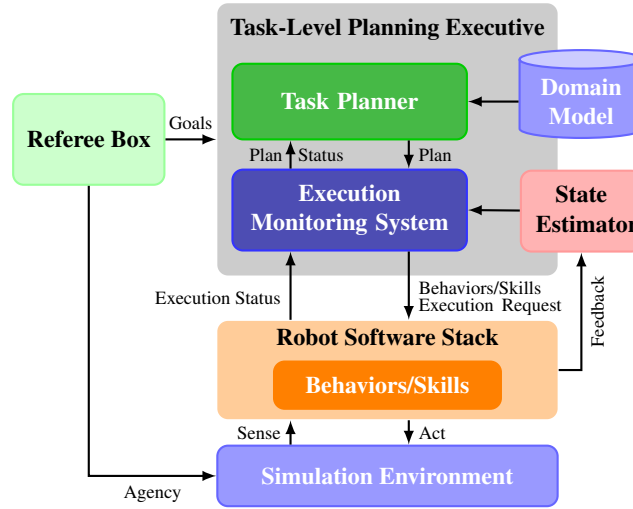 Task-Level Planning Executive
Task Planner
Domain
Model
Referee Box
Goals
Plan Status
Plan
Execution
Monitoring System
State
Estimator
Execution Status
Behaviors/Skills
Execution Request
Feedback
Robot Software Stack
Behaviors/Skills
Sense
Act
Simulation Environment
Agency